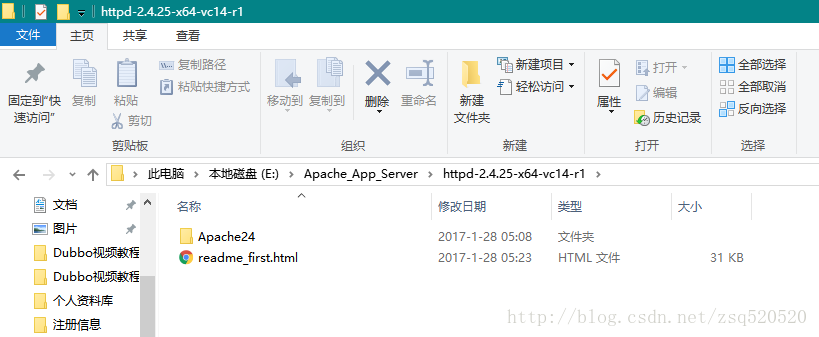 httpd-2.4.25-x64-vc14-r1
文件 主页 共享 查看
固定到"快速访问"
复制
粘贴
复制路径
粘贴快捷方式
剪切
移动到 复制到 删除 重命名
新建文件夹
新建项目
轻松访问
属性
打开
编辑
历史记录
全部选择
全部取消
反向选择
剪贴板 组织 新建 打开 选择
此电脑 本地磁盘 (E:) Apache_App_Server httpd-2.4.25-x64-vc14-r1
文档
图片
Dubbo视频教程
Dubbo视频教程
个人资料库
注册信息
名称 修改日期 类型 大小
Apache24 2017-1-28 05:08 文件夹
readme_first.html 2017-1-28 05:23 HTML 文件 31 KB
http://blog.csdn.net/zsq520520